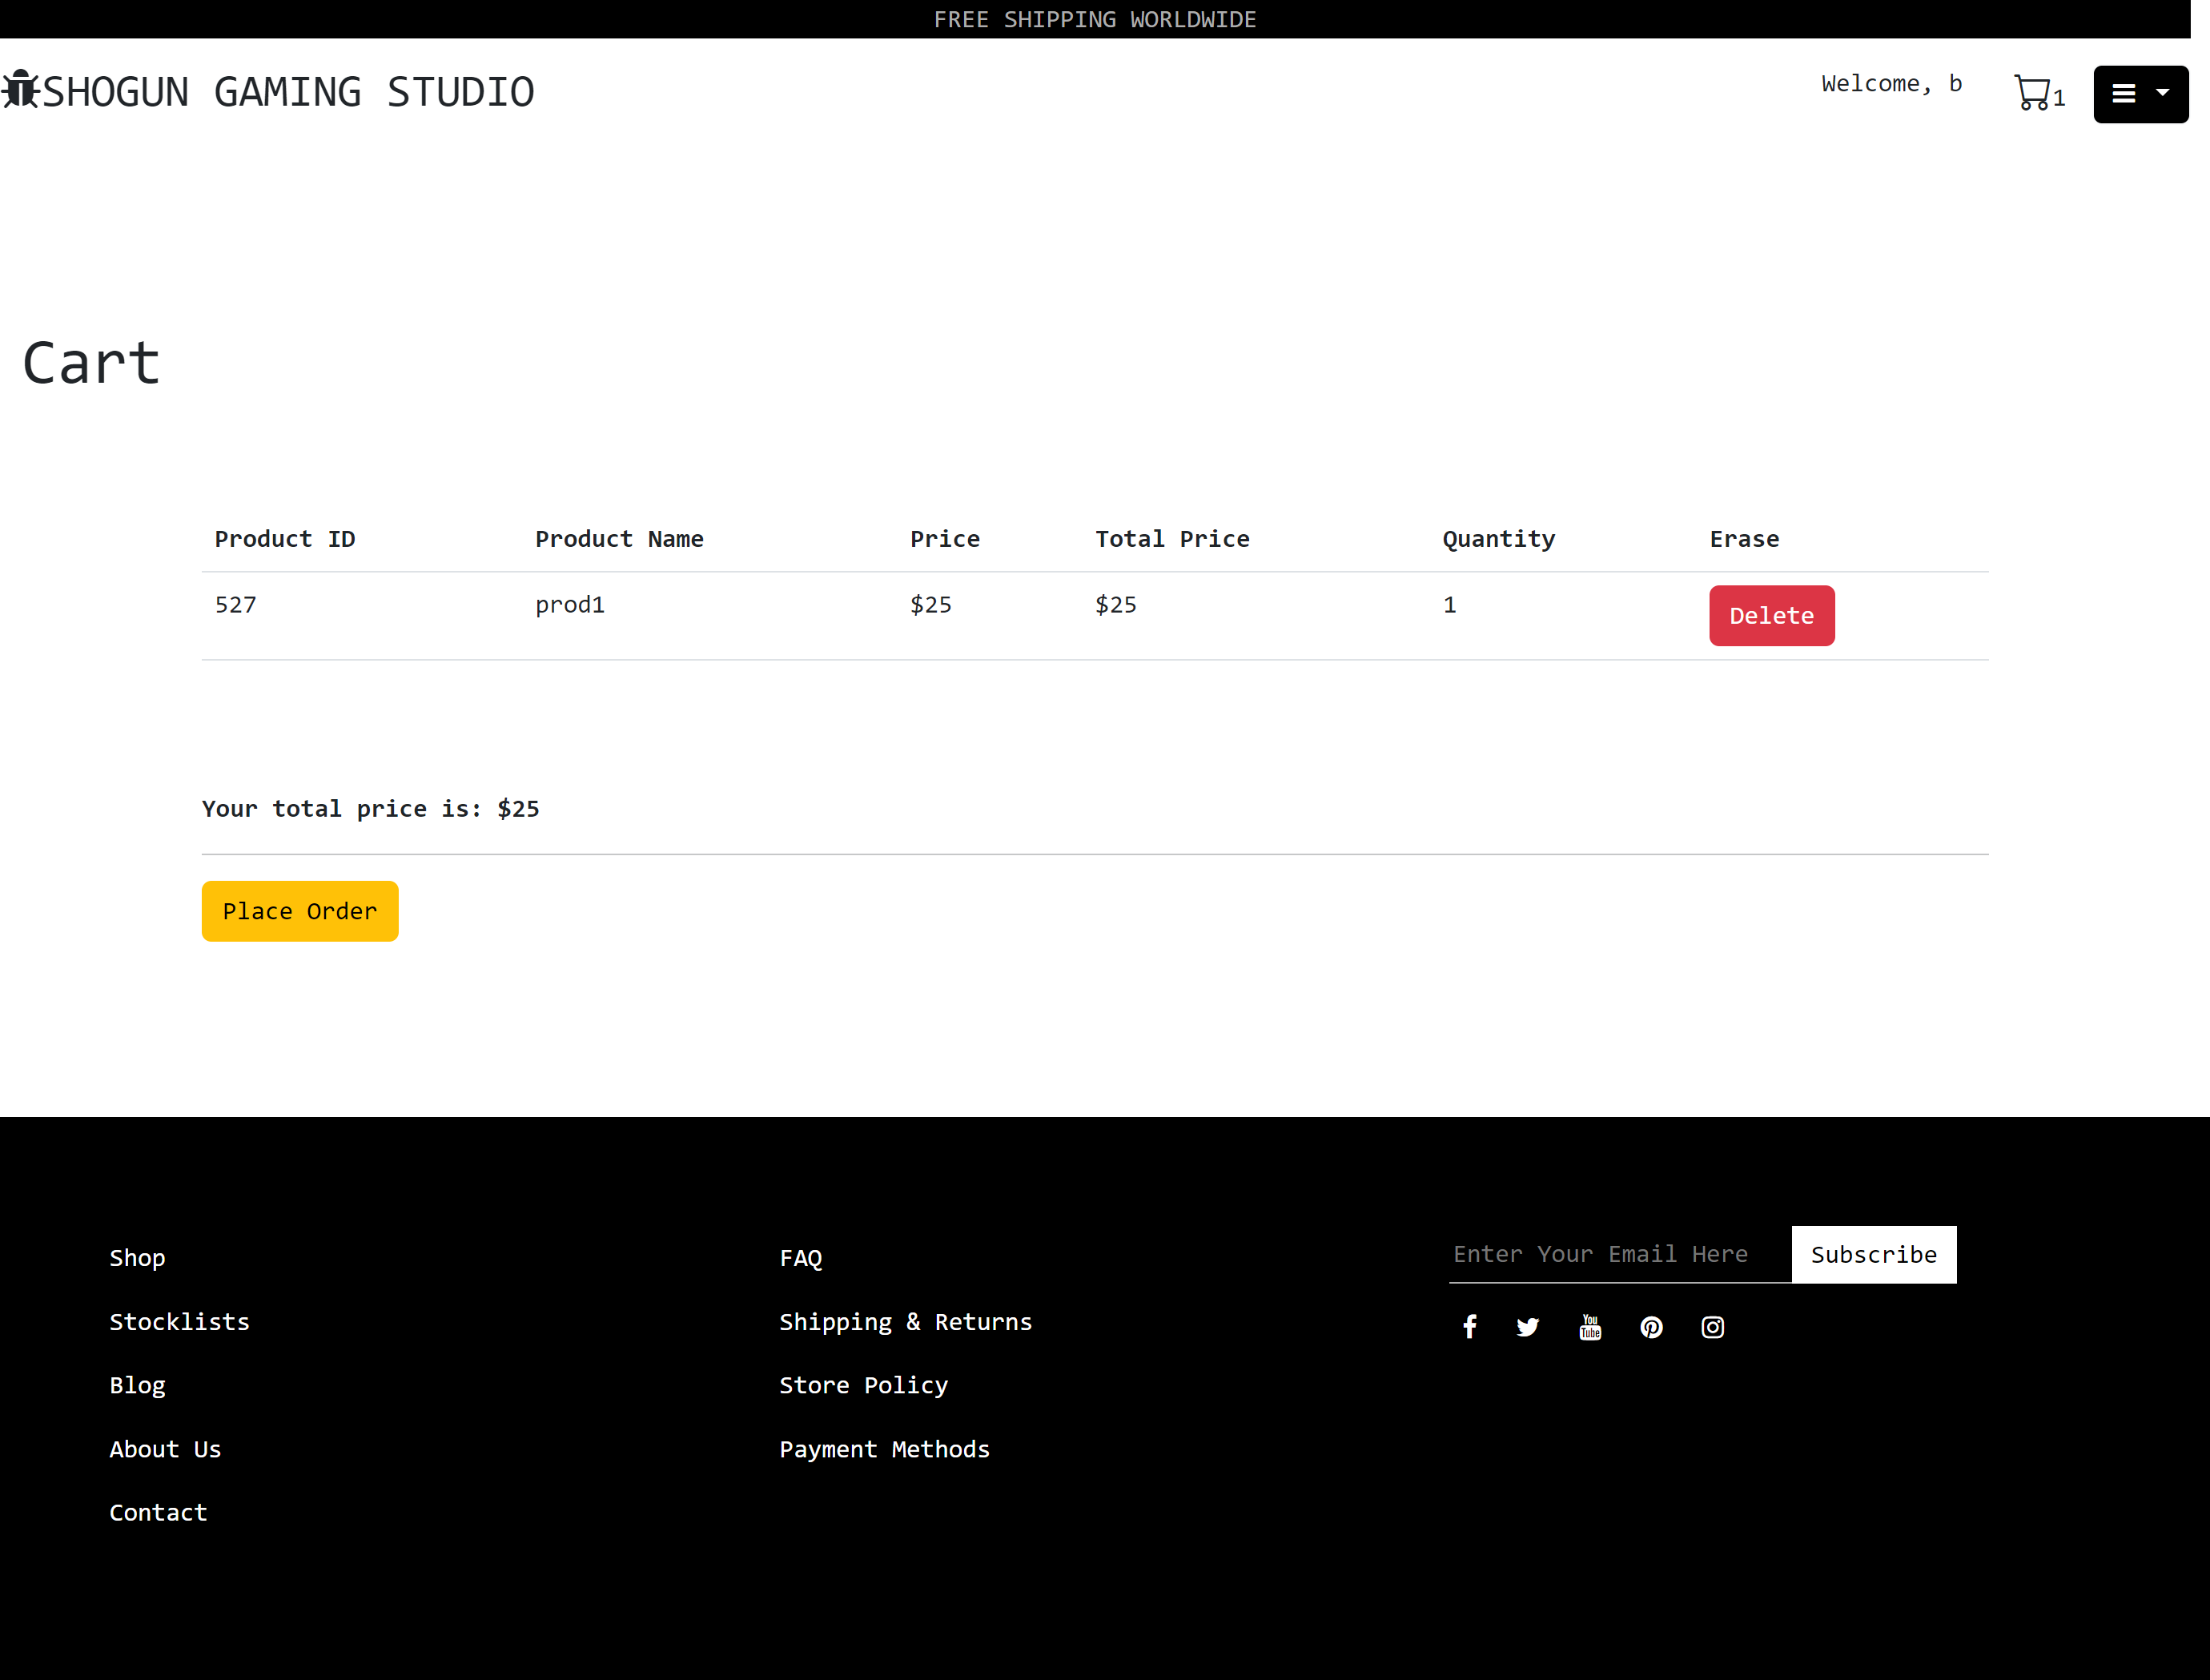 FREE SHIPPING WORLDWIDE
SHOGUN GAMING STUDIO
Welcome, b
1
Cart
Product ID Product Name Price Total Price Quantity Erase
527 prod1 $25 $25 1 Delete
Your total price is: $25
Place Order
Shop
Stocklists
Blog
About Us
Contact
FAQ
Shipping & Returns
Store Policy
Payment Methods
Enter Your Email Here Subscribe
You
Tube